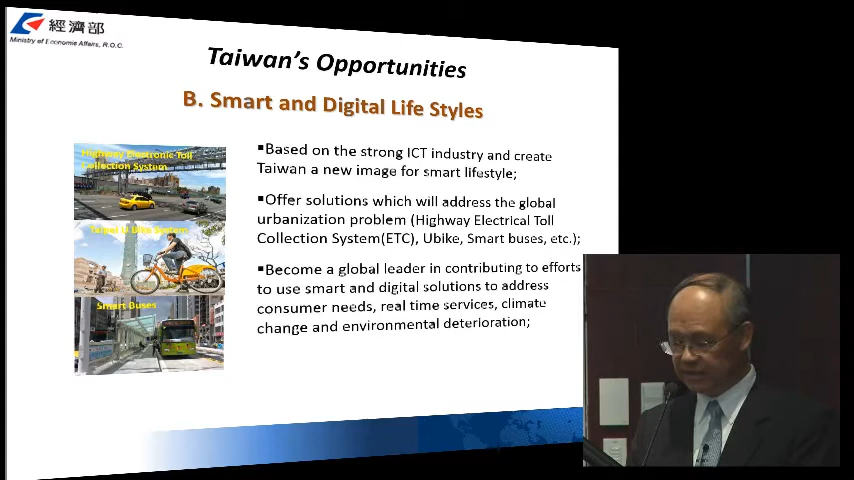 經濟部
Ministry of Economic Affairs, R.O.C.
Taiwan's Opportunities
B. Smart and Digital Life Styles
Highway Electronic Toll
Collection System
Taipei U Bike System
Smart Buses
▪Based on the strong ICT industry and create
Taiwan a new image for smart lifestyle;
▪Offer solutions which will address the global
urbanization problem (Highway Electrical Toll
Collection System(ETC), Ubike, Smart buses, etc.);
▪Become a global leader in contributing to efforts
to use smart and digital solutions to address
consumer needs, real time services, climate
change and environmental deterioration;